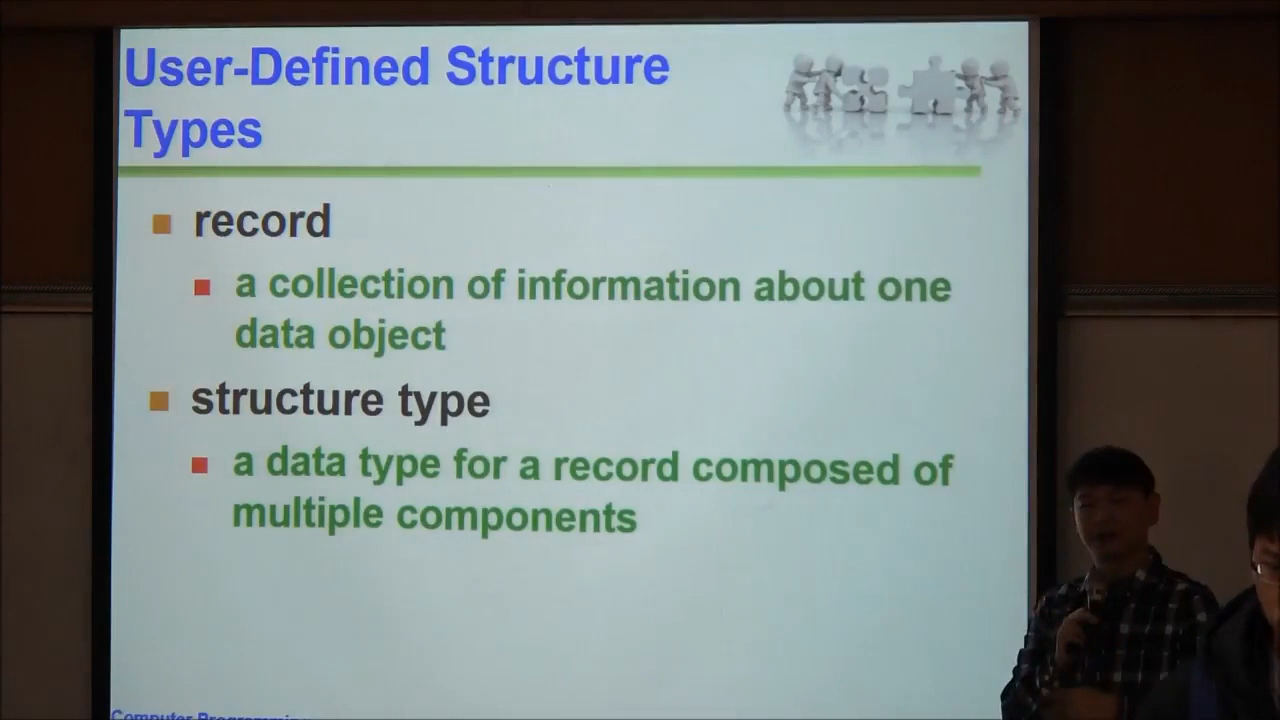 User-Defined Structure
Types
record
a collection of information about one
data object
structure type
a data type for a record composed of
multiple components
Computer Programming